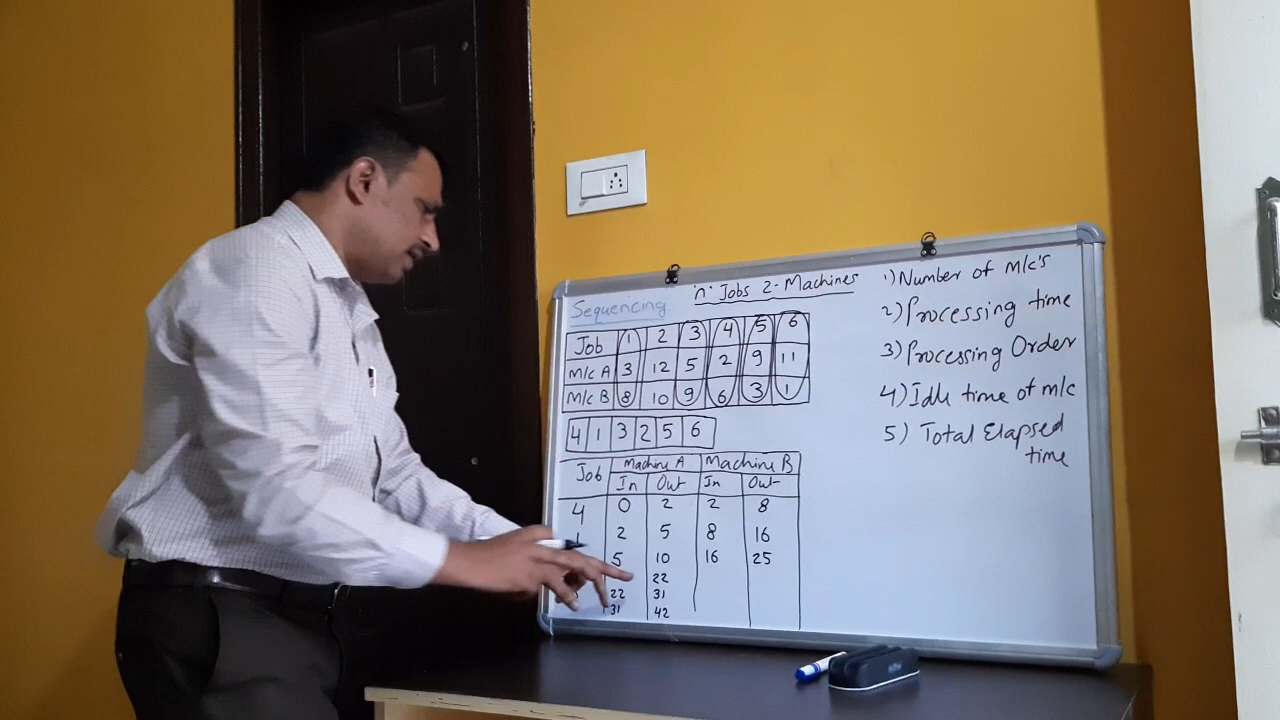 Sequencing 'n' Jobs 2-Machines
Job 1 2 3 4 5 6
M/c A 3 12 5 2 9 11
M/c B 8 10 9 6 3 1
4 1 3 2 5 6
Job Machine A Machine B
In Out In Out
4 0 2 2 8
2 5 8 16
5 10 16 25
22
22 31
31 42
1) Number of M/c's
2) Processing time
3) Processing Order
4) Idle time of m/c
5) Total Elapsed
time